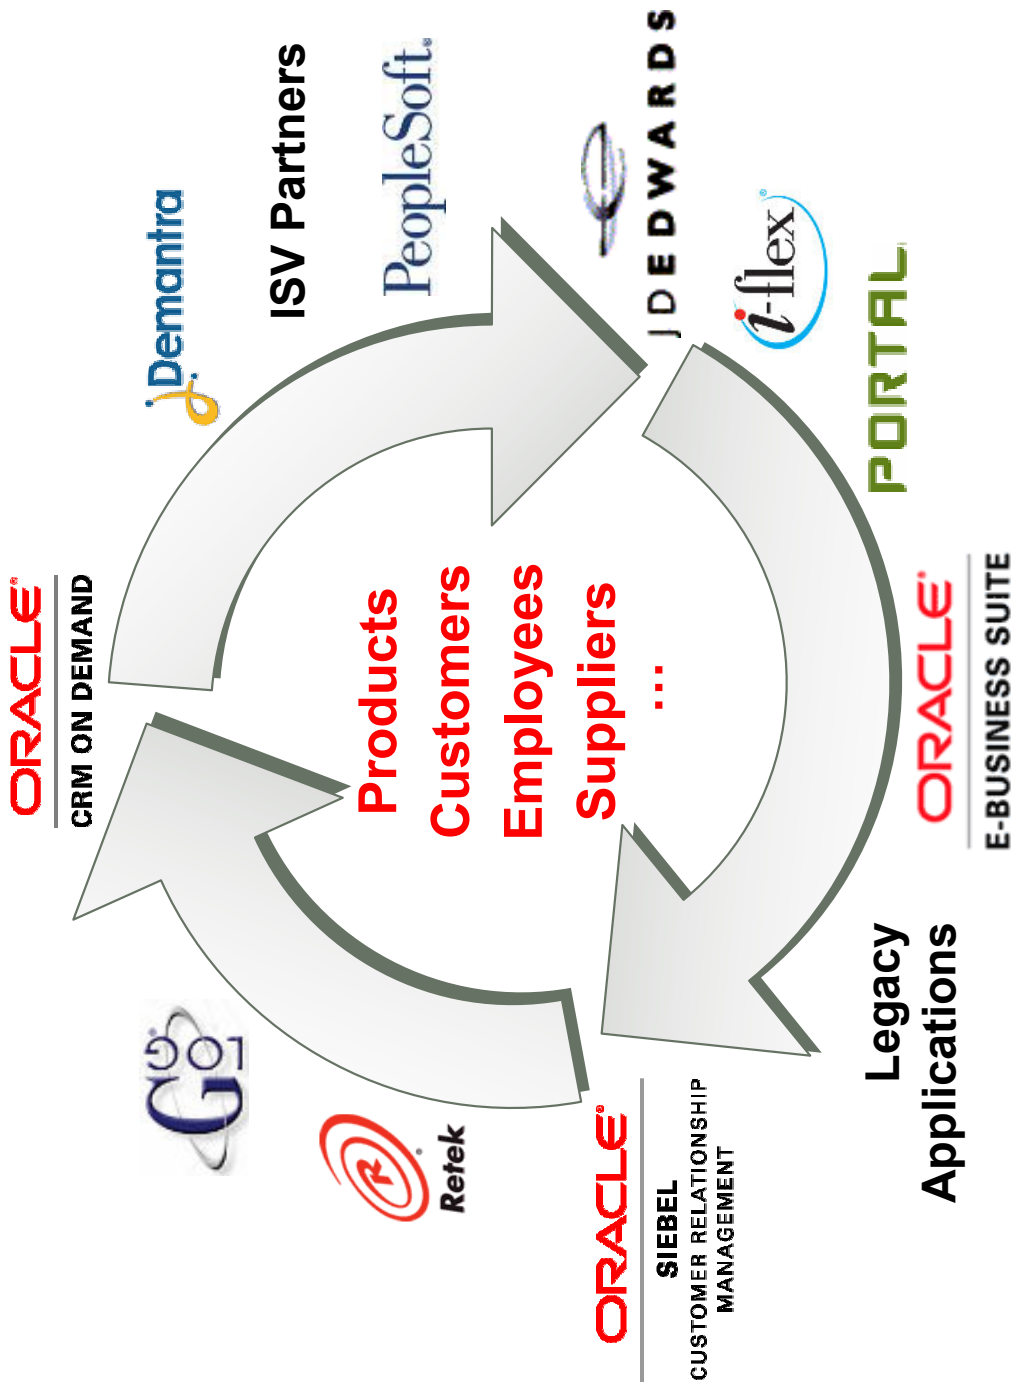 ORACLE®
CRM ON DEMAND
Demantra
G LOG
ISV Partners
PeopleSoft®
R
Retek®
Products
Customers
Employees
Suppliers
...
ORACLE®
SIEBEL
CUSTOMER RELATIONSHIP
MANAGEMENT
JDEDWARDS
i-flex®
PORTAL
Legacy
Applications
ORACLE®
E-BUSINESS SUITE